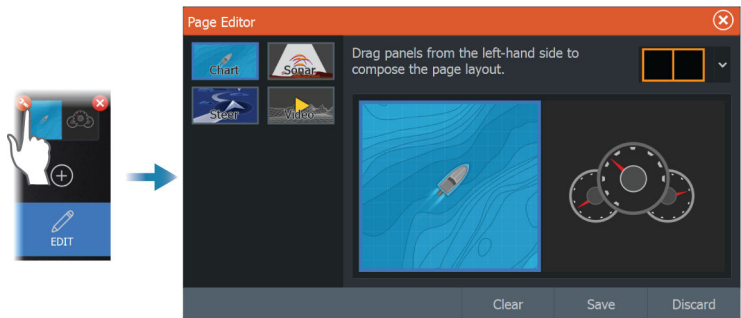 EDIT
Page Editor
Chart
Sonar
Steer
Video
Drag panels from the left-hand side to
compose the page layout.
Clear
Save
Discard